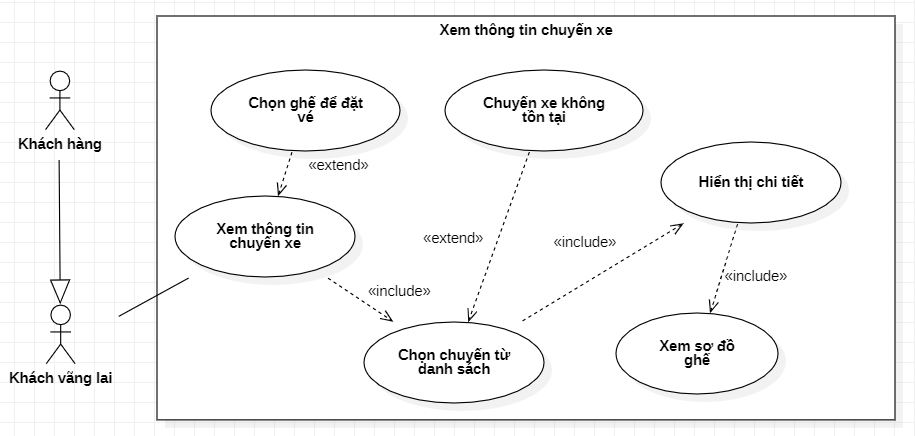 Xem thông tin chuyến xe
Chọn ghế để đặt
vé
Chuyến xe không
tồn tại
Khách hàng
«extend»
Hiển thị chi tiết
Xem thông tin
chuyến xe
«extend»
«include»
«include»
«include»
Chọn chuyến từ
danh sách
Xem sơ đồ
ghế
Khách vãng lai